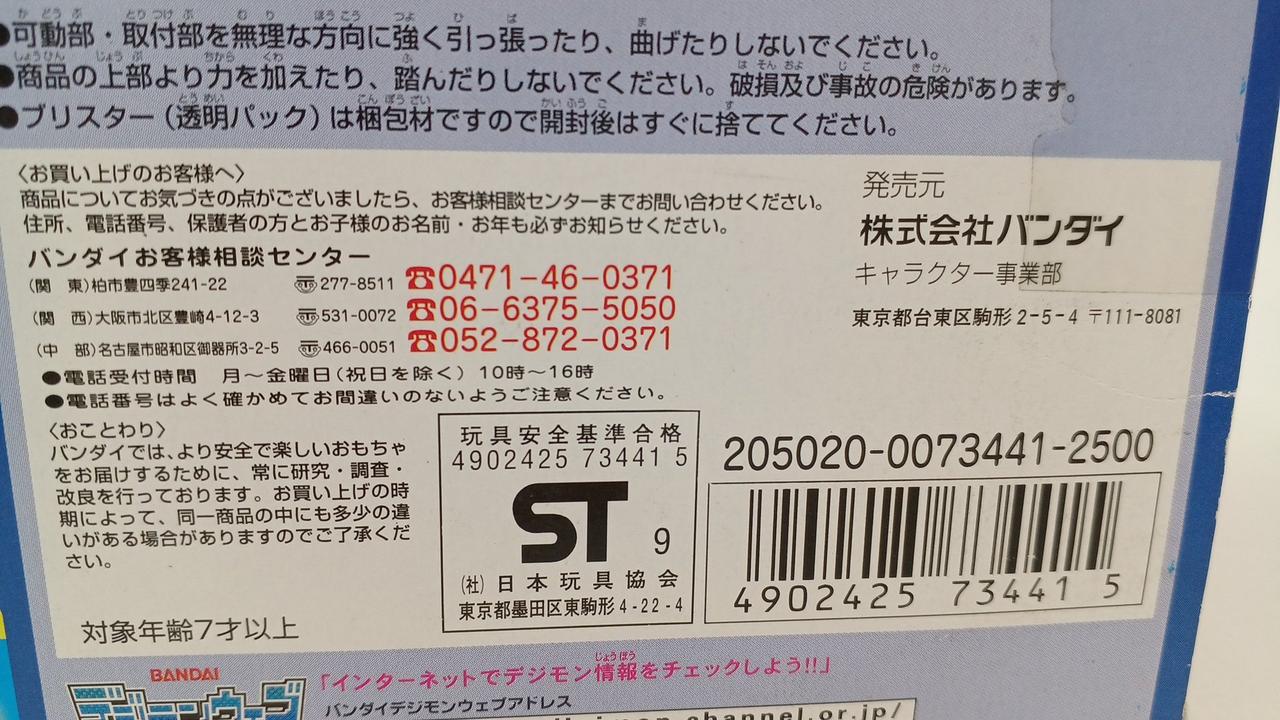 ●可動部・取付部を無理な方向に強く引っ張ったり、曲げたりしないでください。
●商品の上部より力を加えたり、踏んだりしないでください。破損及び事故の危険があります。
●ブリスター(透明パック)は梱包材ですので開封後はすぐに捨ててください。
〈お買い上げのお客様へ〉
商品についてお気づきの点がございましたら、お客様相談センターまでお問い合わせください。
住所、電話番号、保護者の方とお子様のお名前・お年も必ずお知らせください。
バンダイお客様相談センター
(関 東)柏市豊四季241-22 〒277-8511 ☎0471-46-0371
(関 西)大阪市北区豊崎4-12-3 〒531-0072 ☎06-6375-5050
(中 部)名古屋市昭和区御器所3-2-5 〒466-0051 ☎052-872-0371
●電話受付時間 月〜金曜日(祝日を除く) 10時〜16時
●電話番号はよく確かめてお間違いのないようご注意ください。
発売元
株式会社バンダイ
キャラクター事業部
東京都台東区駒形2-5-4 〒111-8081
〈おことわり〉
バンダイでは、より安全で楽しいおもちゃ
をお届けするために、常に研究・調査・
改良を行っております。お買い上げの時
期によって、同一商品の中にも多少の違
いがある場合がありますのでご了承くだ
さい。
対象年齢7才以上
玩具安全基準合格
4902425 73441 5
ST 9
(社)日本玩具協会
東京都墨田区東駒形4-22-4
205020-0073441-2500
4902425 73441 5
BANDAI
デジモンウェブ
「インターネットでデジモン情報をチェックしよう!!」
バンダイデジモンウェブアドレス
channel.or.jp/